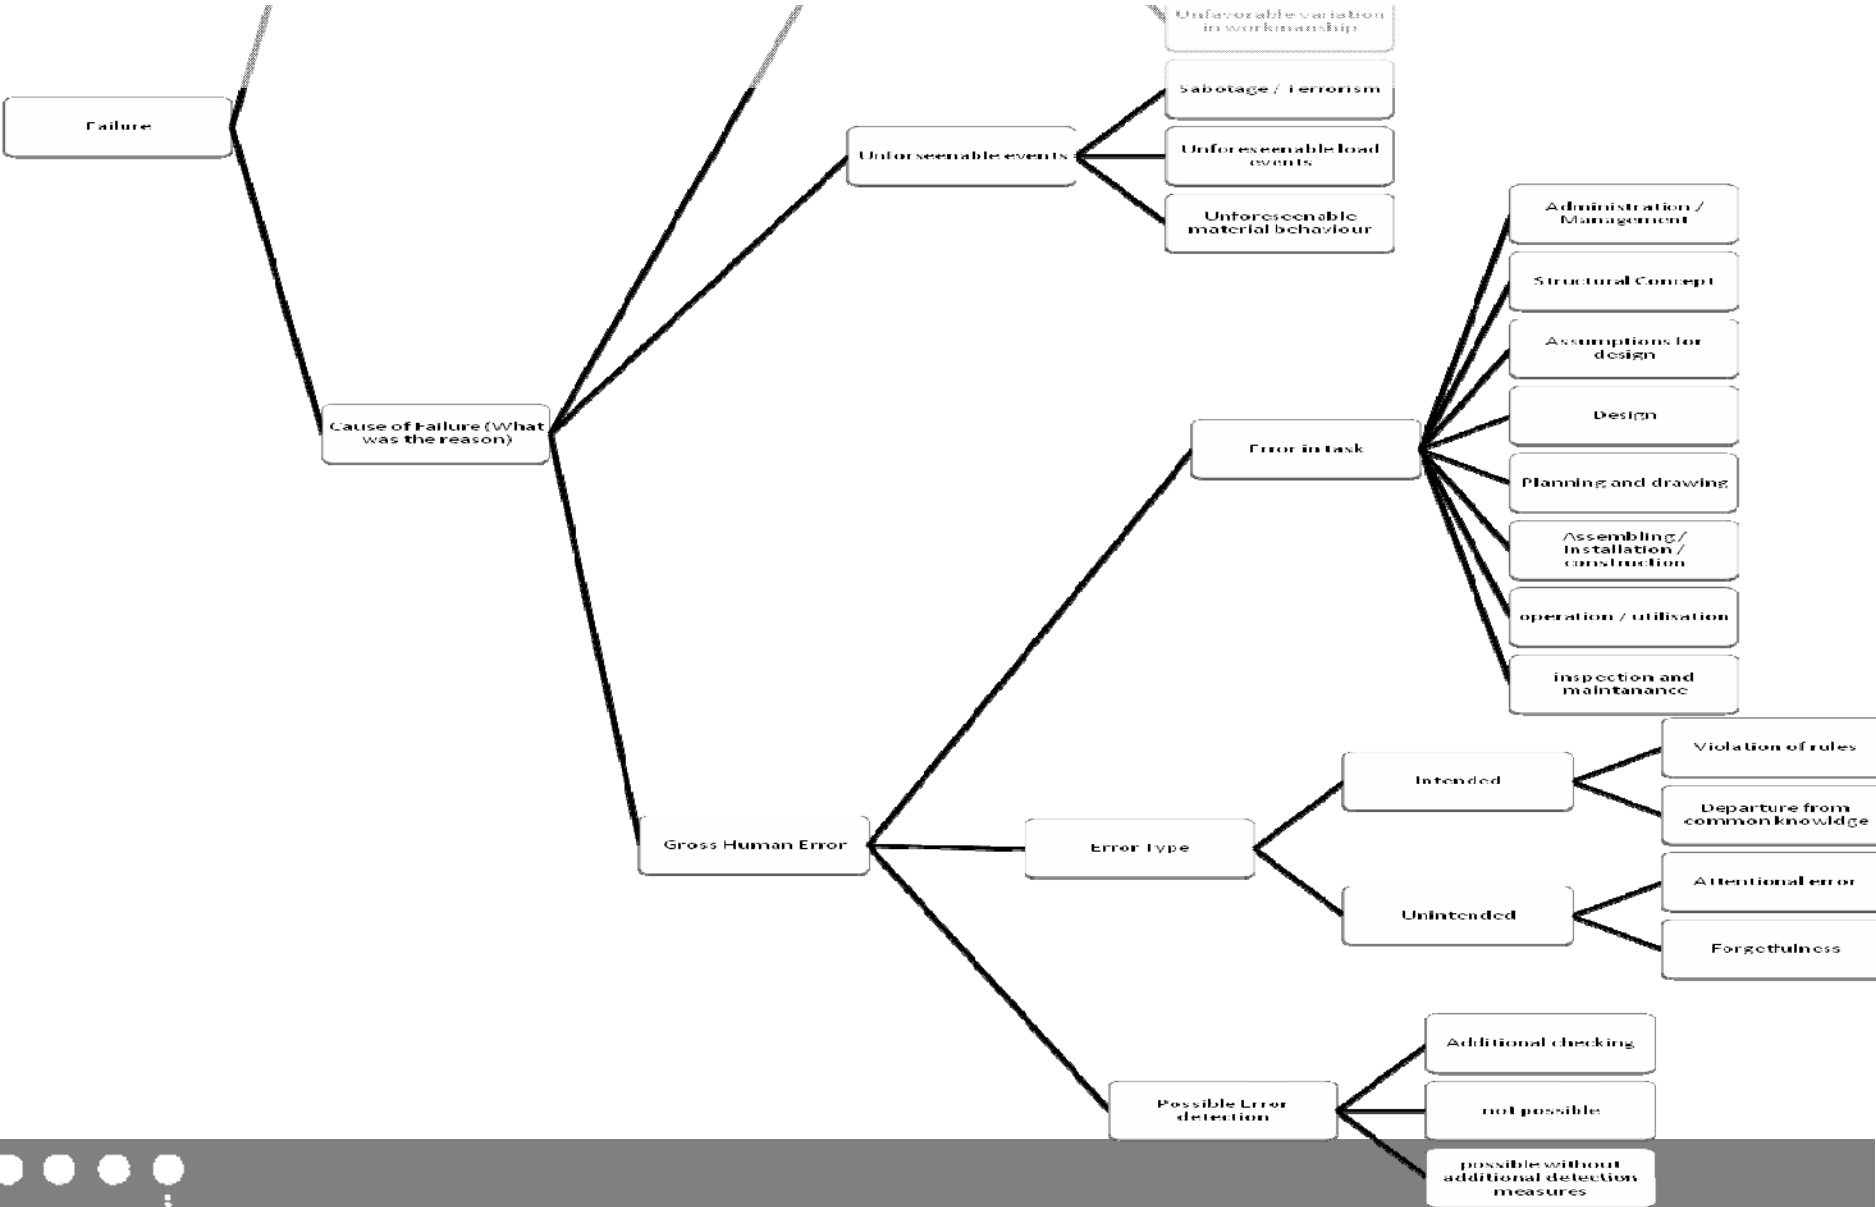 Unfavorable variation
in workmanship
Failure
Sabotage / Terrorism
Unforseenable events
Unforeseenable load
events
Unforeseenable
material behaviour
Cause of Failure (What
was the reason)
Error in task
Administration /
Management
Structural Concept
Assumptions for
design
Design
Planning and drawing
Assembling /
Installation /
construction
operation / utilisation
inspection and
maintanance
Gross Human Error
Error Type
Intended
Violation of rules
Departure from
common knowldge
Unintended
Attentional error
Forgetfulness
Possible Error
detection
Additional checking
not possible
possible without
additional detection
measures